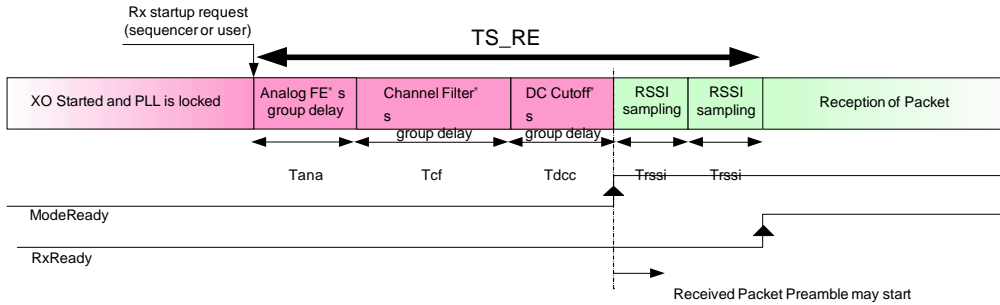 Rx startup request
(sequencer or user)
TS_RE
XO Started and PLL is locked
Analog FE" s
group delay
Channel Filter"
s
group delay
DC Cutoff"
s
group delay
RSSI
sampling
RSSI
sampling
Reception of Packet
Tana
Tcf
Tdcc
Trssi
Trssi
ModeReady
RxReady
Received Packet Preamble may start